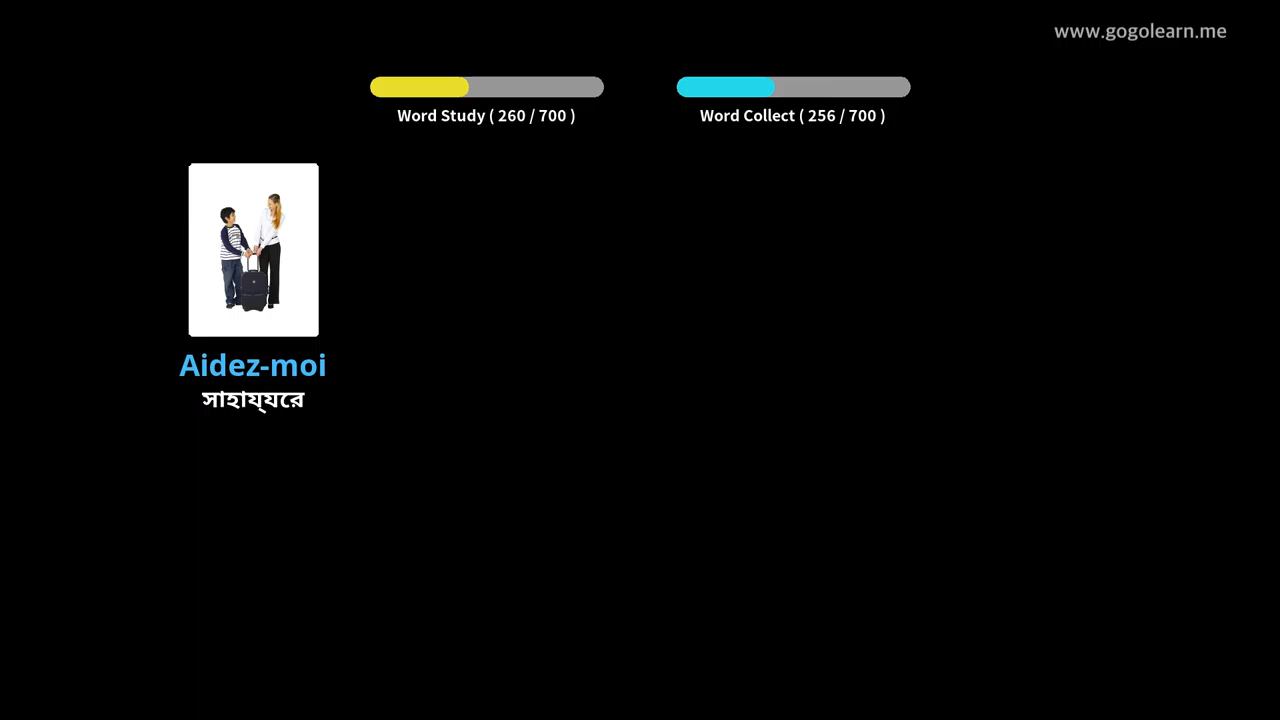 www.gogolearn.me
Word Study ( 260 / 700 )
Word Collect ( 256 / 700 )
Aidez-moi
সাহায্যরে